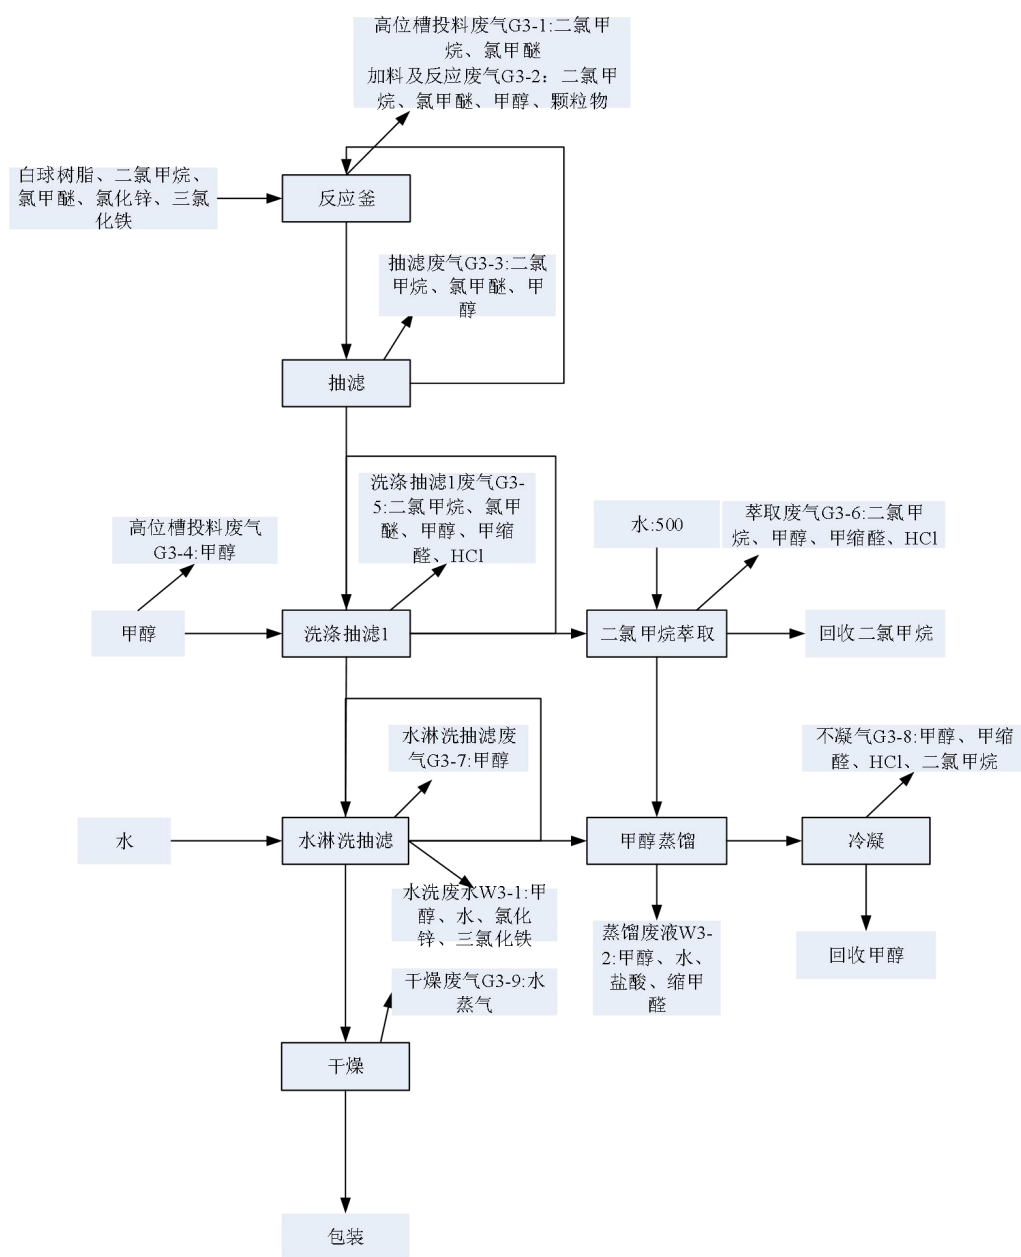 高位槽投料废气G3-1:二氯甲
烷、氯甲醚
加料及反应废气G3-2：二氯甲
烷、氯甲醚、甲醇、颗粒物
白球树脂、二氯甲烷、
氯甲醚、氯化锌、三氯
化铁
反应釜
抽滤废气G3-3:二氯
甲烷、氯甲醚、甲
醇
抽滤
洗涤抽滤1废气G3-
5:二氯甲烷、氯甲
醚、甲醇、甲缩
醛、HCl
高位槽投料废气
G3-4:甲醇
水:500
萃取废气G3-6:二氯甲
烷、甲醇、甲缩醛、HCl
甲醇
洗涤抽滤1
二氯甲烷萃取
回收二氯甲烷
水淋洗抽滤废
气G3-7:甲醇
不凝气G3-8:甲醇、甲缩
醛、HCl、二氯甲烷
水
水淋洗抽滤
甲醇蒸馏
冷凝
水洗废水W3-1:甲
醇、水、氯化
锌、三氯化铁
蒸馏废液W3-
2:甲醇、水、
盐酸、缩甲
醛
回收甲醇
干燥废气G3-9:水
蒸气
干燥
包装